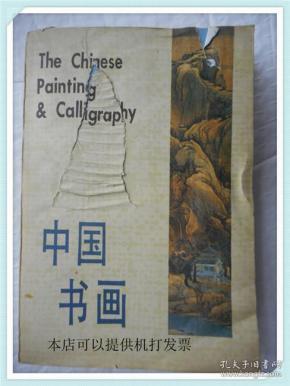 The Chinese
Painting
& Calligraphy
中国
书画
本店可以提供机打发票
孔夫子旧书网